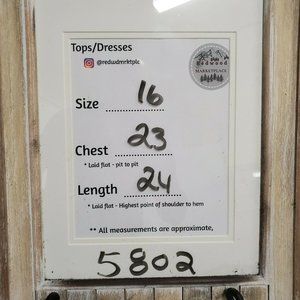 Tops/Dresses
@redwdmrktplc
Redwood
MARKETPLACE
Size 16
Chest 23
* Laid flat - pit to pit
Length 24
* Laid flat - Highest point of shoulder to hem
** All measurements are approximate,
5802